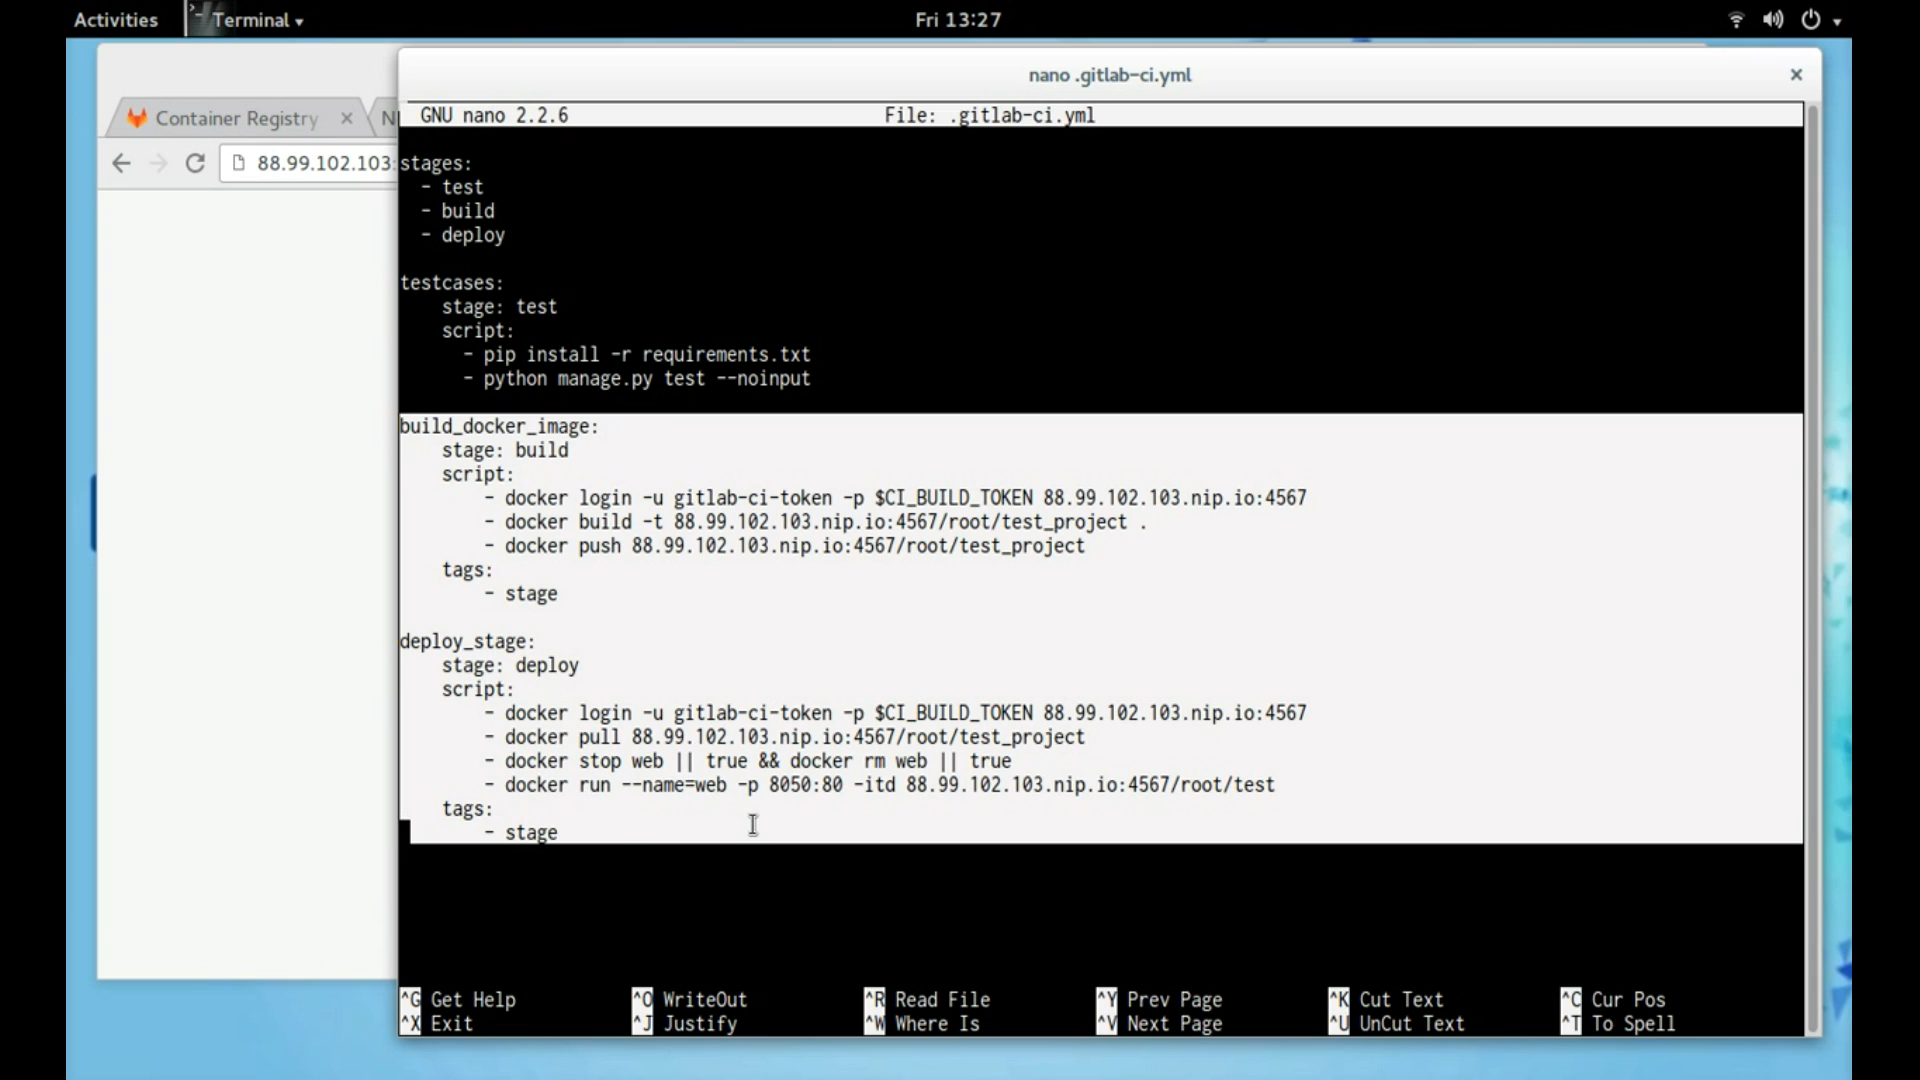 Activities
Terminal
Fri 13:27
nano .gitlab-ci.yml
Container Registry
N
88.99.102.103:
GNU nano 2.2.6
File: .gitlab-ci.yml
stages:
- test
- build
- deploy
testcases:
stage: test
script:
- pip install -r requirements.txt
- python manage.py test --noinput
build_docker_image:
stage: build
script:
- docker login -u gitlab-ci-token -p $CI_BUILD_TOKEN 88.99.102.103.nip.io:4567
- docker build -t 88.99.102.103.nip.io:4567/root/test_project .
- docker push 88.99.102.103.nip.io:4567/root/test_project
tags:
- stage
deploy_stage:
stage: deploy
script:
- docker login -u gitlab-ci-token -p $CI_BUILD_TOKEN 88.99.102.103.nip.io:4567
- docker pull 88.99.102.103.nip.io:4567/root/test_project
- docker stop web || true && docker rm web || true
- docker run --name=web -p 8050:80 -itd 88.99.102.103.nip.io:4567/root/test
tags:
- stage
^G Get Help ^O WriteOut ^R Read File ^Y Prev Page ^K Cut Text ^C Cur Pos
^X Exit ^J Justify ^W Where Is ^V Next Page ^U UnCut Text ^T To Spell